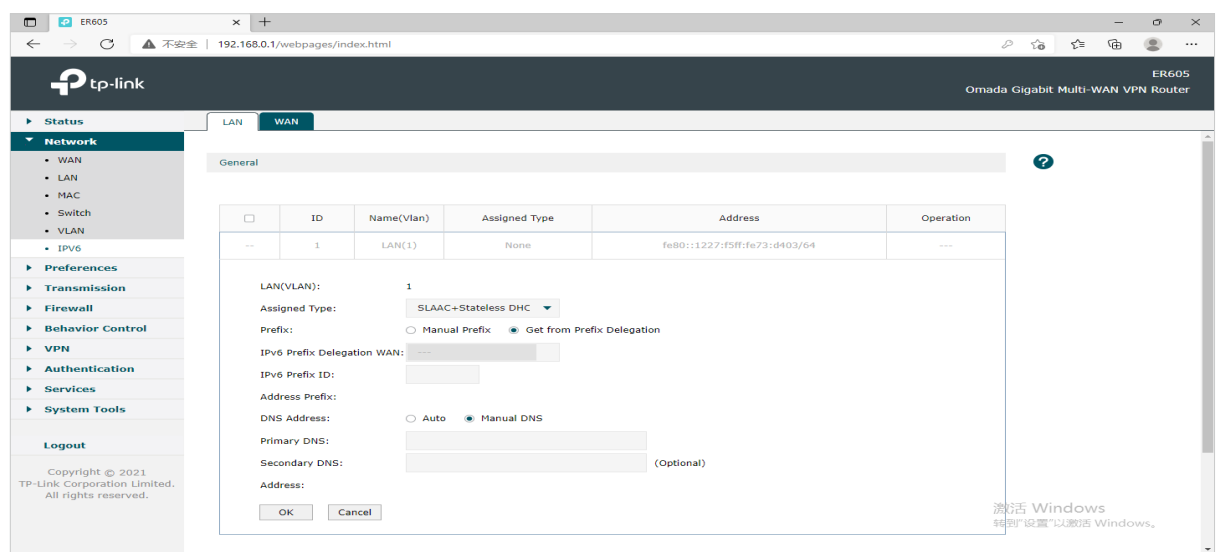 ER605
不安全 | 192.168.0.1/webpages/index.html
tp-link
ER605
Omada Gigabit Multi-WAN VPN Router
Status
Network
WAN
LAN
MAC
Switch
VLAN
IPV6
Preferences
Transmission
Firewall
Behavior Control
VPN
Authentication
Services
System Tools
Logout
Copyright © 2021
TP-Link Corporation Limited.
All rights reserved.
LAN WAN
General
?
ID Name(Vlan) Assigned Type Address Operation
-- 1 LAN(1) None fe80::1227:f5ff:fe73:d403/64 ---
LAN(VLAN): 1
Assigned Type: SLAAC+Stateless DHC
Prefix: Manual Prefix Get from Prefix Delegation
IPv6 Prefix Delegation WAN: ---
IPv6 Prefix ID:
Address Prefix:
DNS Address: Auto Manual DNS
Primary DNS:
Secondary DNS: (Optional)
Address:
OK Cancel
激活 Windows
转到"设置"以激活 Windows。